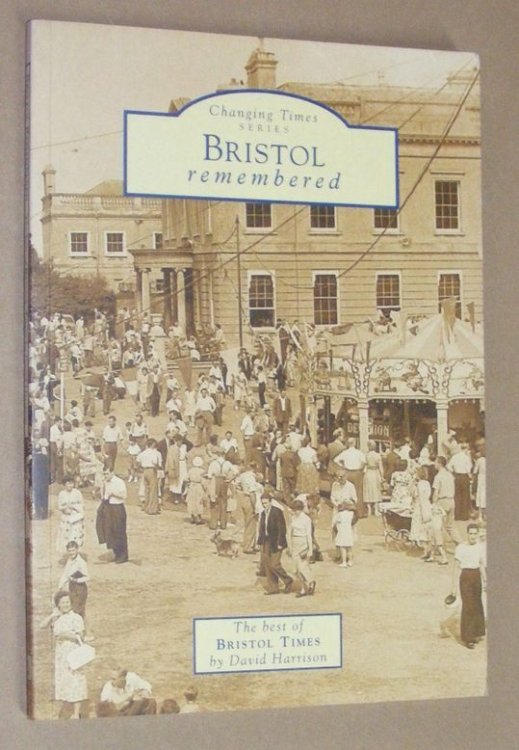 Changing Times
SERIES
BRISTOL
remembered
The best of
BRISTOL TIMES
by David Harrison